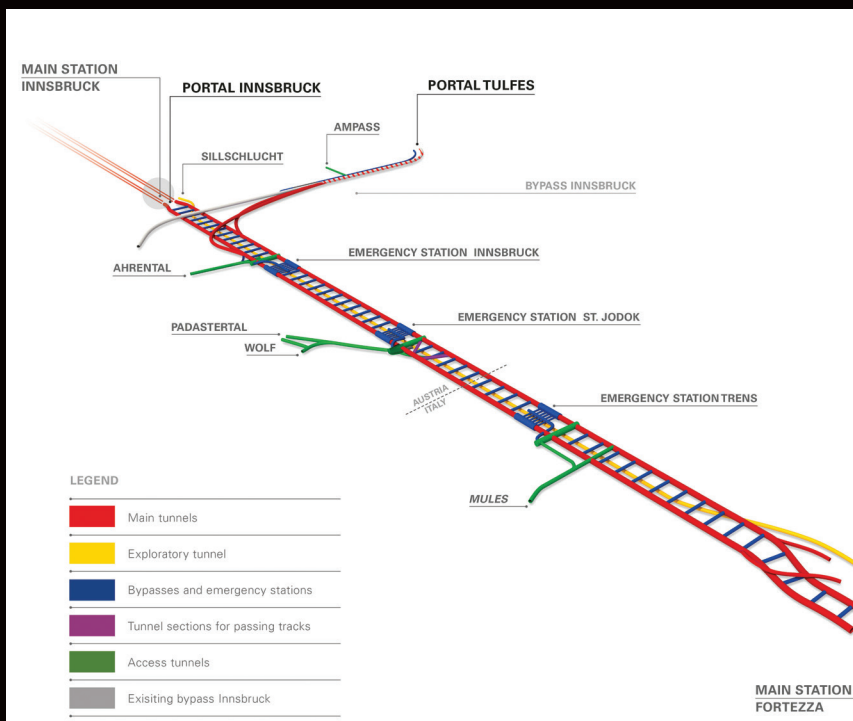 MAIN STATION
INNSBRUCK
PORTAL INNSBRUCK
PORTAL TULFES
AMPASS
SILLSCHLUCHT
BYPASS INNSBRUCK
EMERGENCY STATION INNSBRUCK
AHRENTAL
EMERGENCY STATION ST. JODOK
PADASTERTAL
WOLF
AUSTRIA
ITALY
EMERGENCY STATION TRENS
MULES
LEGEND
Main tunnels
Exploratory tunnel
Bypasses and emergency stations
Tunnel sections for passing tracks
Access tunnels
Exisiting bypass Innsbruck
MAIN STATION
FORTEZZA